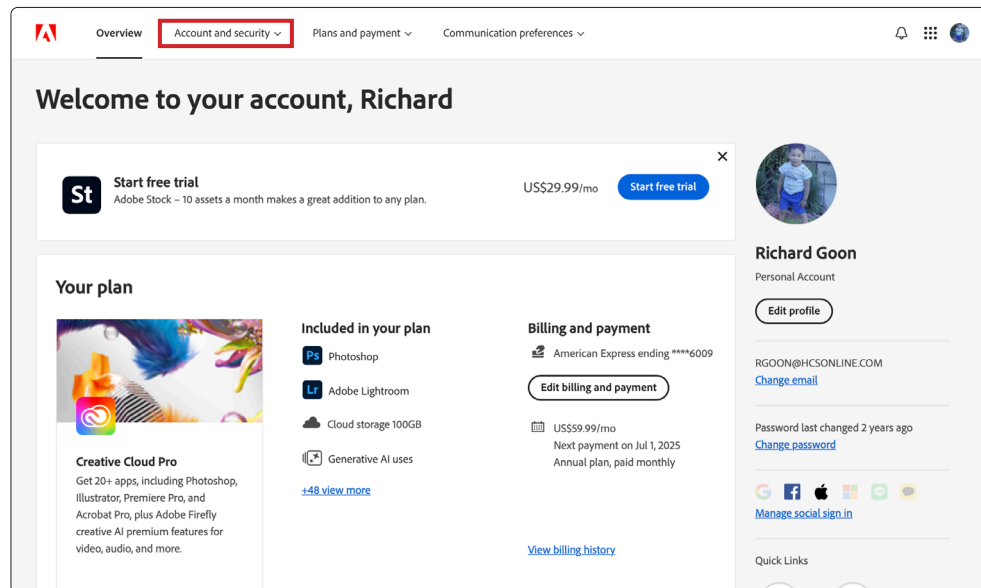 Overview
Account and security
Plans and payment
Communication preferences
Welcome to your account, Richard
St
Start free trial
Adobe Stock – 10 assets a month makes a great addition to any plan.
US$29.99/mo
Start free trial
Your plan
Creative Cloud Pro
Get 20+ apps, including Photoshop,
Illustrator, Premiere Pro, and
Acrobat Pro, plus Adobe Firefly
creative AI premium features for
video, audio, and more.
Included in your plan
Ps Photoshop
Lr Adobe Lightroom
Cloud storage 100GB
Generative AI uses
+48 view more
Billing and payment
American Express ending ****6009
Edit billing and payment
US$59.99/mo
Next payment on Jul 1, 2025
Annual plan, paid monthly
View billing history
Richard Goon
Personal Account
Edit profile
RGOON@HCSONLINE.COM
Change email
Password last changed 2 years ago
Change password
Manage social sign in
Quick Links